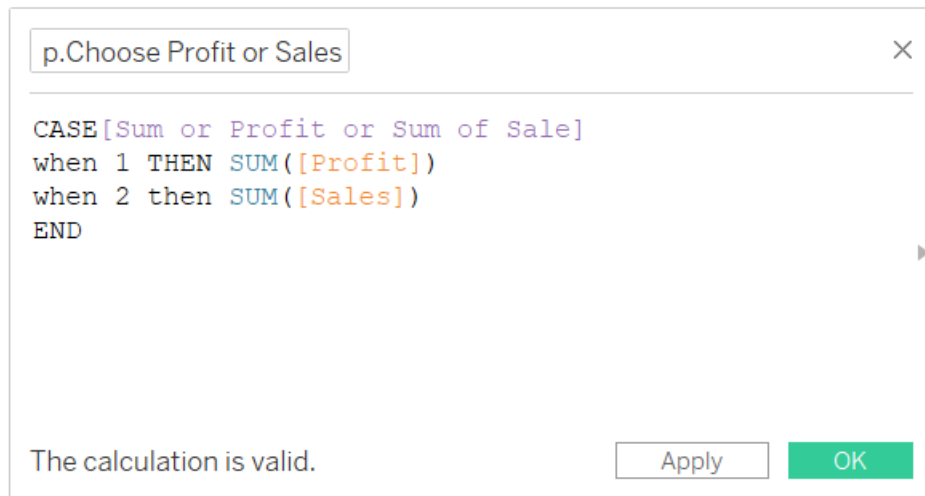 p.Choose Profit or Sales
CASE[Sum or Profit or Sum of Sale]
when 1 THEN SUM([Profit])
when 2 then SUM([Sales])
END
The calculation is valid.
Apply
OK